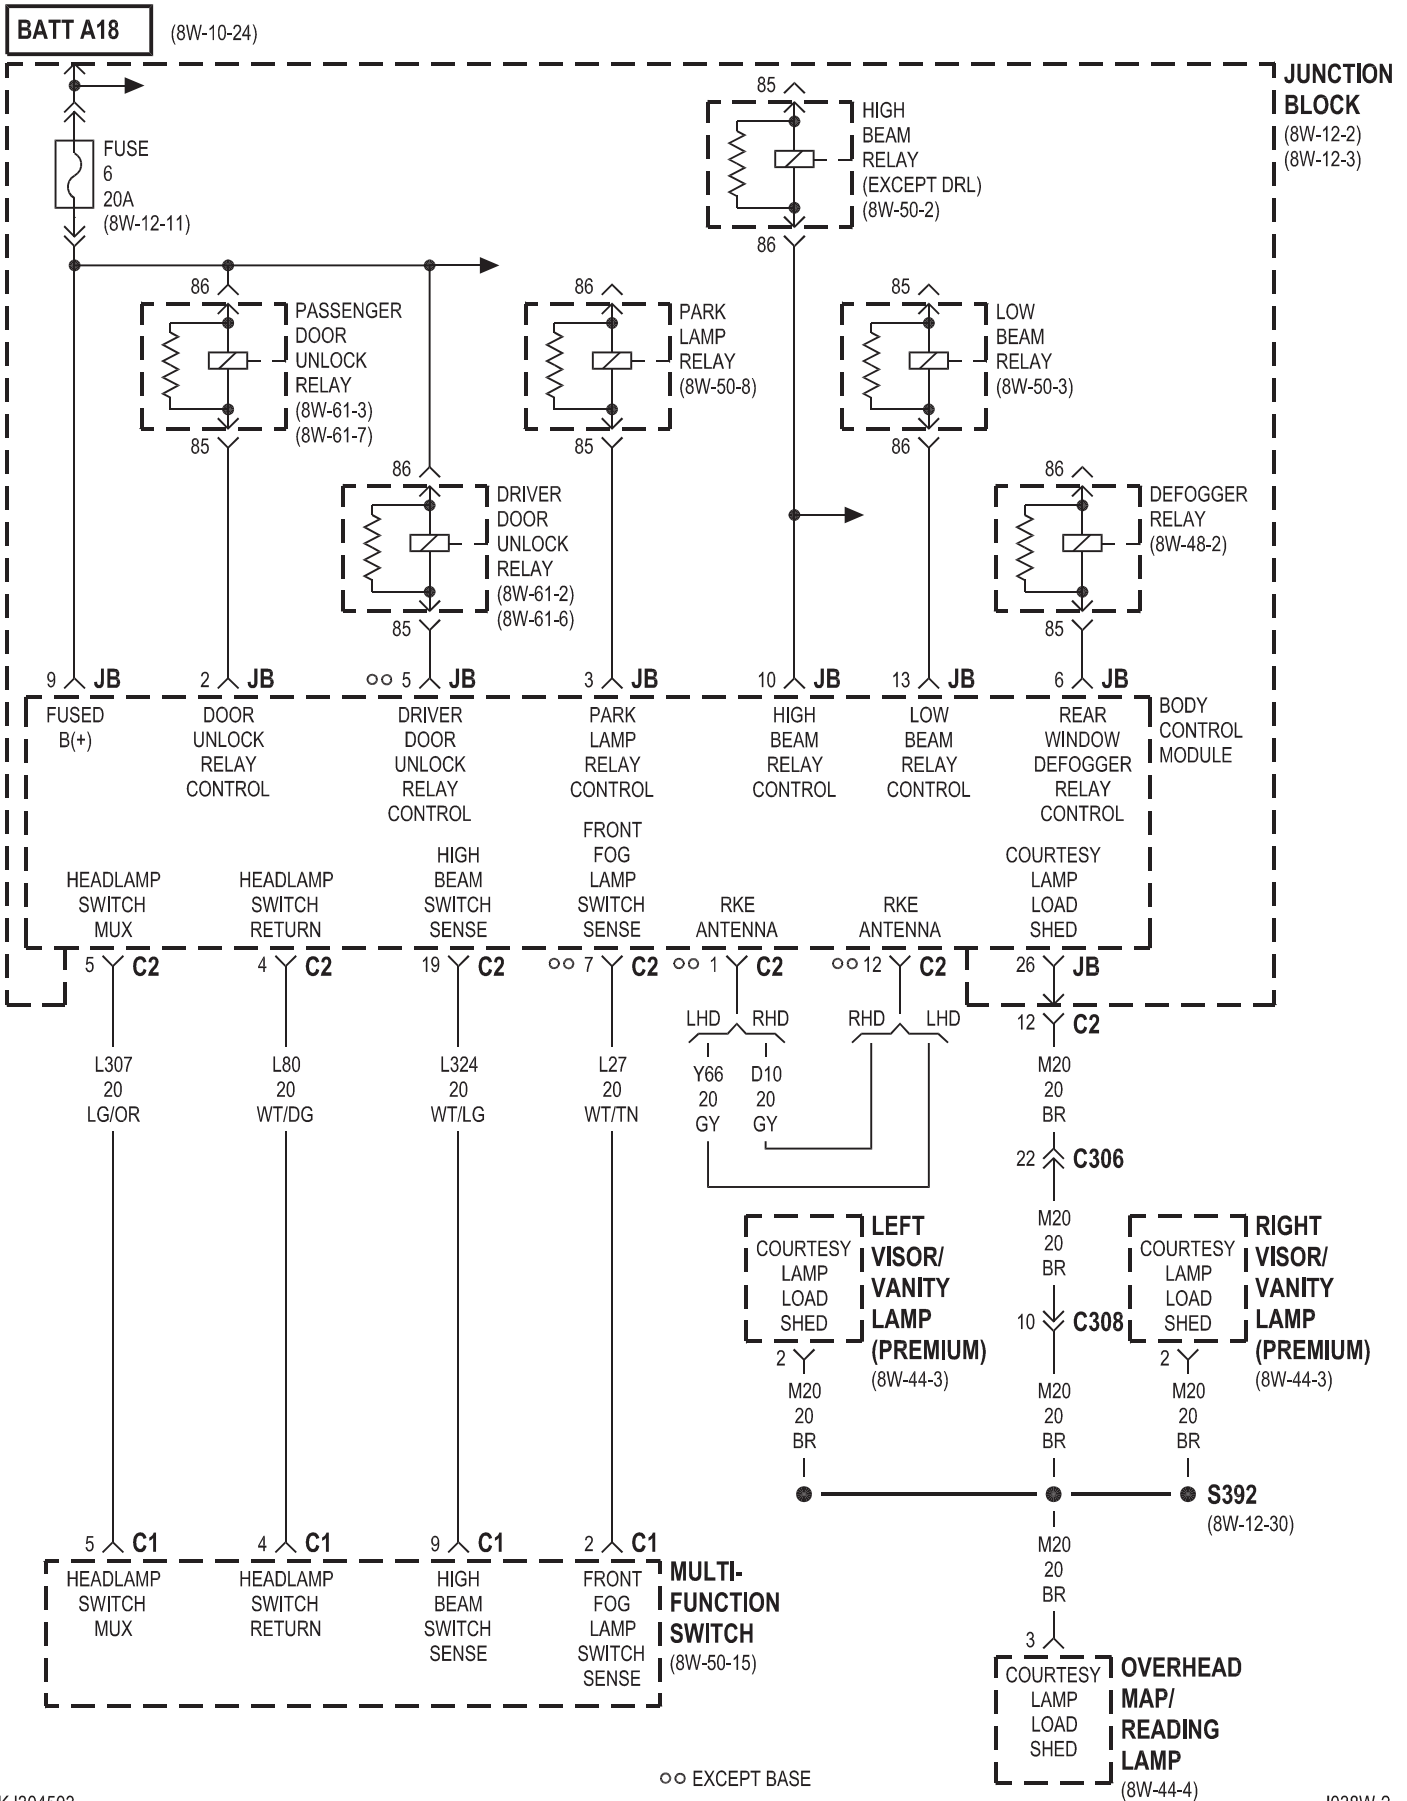 BATT A18
(8W-10-24)
JUNCTION
BLOCK
(8W-12-2)
(8W-12-3)
FUSE
6
20A
(8W-12-11)
85
HIGH
BEAM
RELAY
(EXCEPT DRL)
(8W-50-2)
86
86
PASSENGER
DOOR
UNLOCK
RELAY
(8W-61-3)
(8W-61-7)
85
86
PARK
LAMP
RELAY
(8W-50-8)
85
85
LOW
BEAM
RELAY
(8W-50-3)
86
86
DRIVER
DOOR
UNLOCK
RELAY
(8W-61-2)
(8W-61-6)
85
86
DEFOGGER
RELAY
(8W-48-2)
85
9 JB
2 JB
5 JB
3 JB
10 JB
13 JB
6 JB
FUSED
B(+)
DOOR
UNLOCK
RELAY
CONTROL
DRIVER
DOOR
UNLOCK
RELAY
CONTROL
PARK
LAMP
RELAY
CONTROL
HIGH
BEAM
RELAY
CONTROL
LOW
BEAM
RELAY
CONTROL
REAR
WINDOW
DEFOGGER
RELAY
CONTROL
BODY
CONTROL
MODULE
HEADLAMP
SWITCH
MUX
HEADLAMP
SWITCH
RETURN
HIGH
BEAM
SWITCH
SENSE
FRONT
FOG
LAMP
SWITCH
SENSE
RKE
ANTENNA
RKE
ANTENNA
COURTESY
LAMP
LOAD
SHED
5 C2
4 C2
19 C2
7 C2
1 C2
12 C2
26 JB
12 C2
LHD RHD
RHD LHD
L307
20
LG/OR
L80
20
WT/DG
L324
20
WT/LG
L27
20
WT/TN
Y66
20
GY
D10
20
GY
M20
20
BR
22 C306
M20
20
BR
10 C308
COURTESY
LAMP
LOAD
SHED
LEFT
VISOR/
VANITY
LAMP
(PREMIUM)
(8W-44-3)
2
M20
20
BR
M20
20
BR
COURTESY
LAMP
LOAD
SHED
RIGHT
VISOR/
VANITY
LAMP
(PREMIUM)
(8W-44-3)
2
M20
20
BR
S392
(8W-12-30)
M20
20
BR
3
COURTESY
LAMP
LOAD
SHED
OVERHEAD
MAP/
READING
LAMP
(8W-44-4)
5 C1
4 C1
9 C1
2 C1
HEADLAMP
SWITCH
MUX
HEADLAMP
SWITCH
RETURN
HIGH
BEAM
SWITCH
SENSE
FRONT
FOG
LAMP
SWITCH
SENSE
MULTI-
FUNCTION
SWITCH
(8W-50-15)
EXCEPT BASE